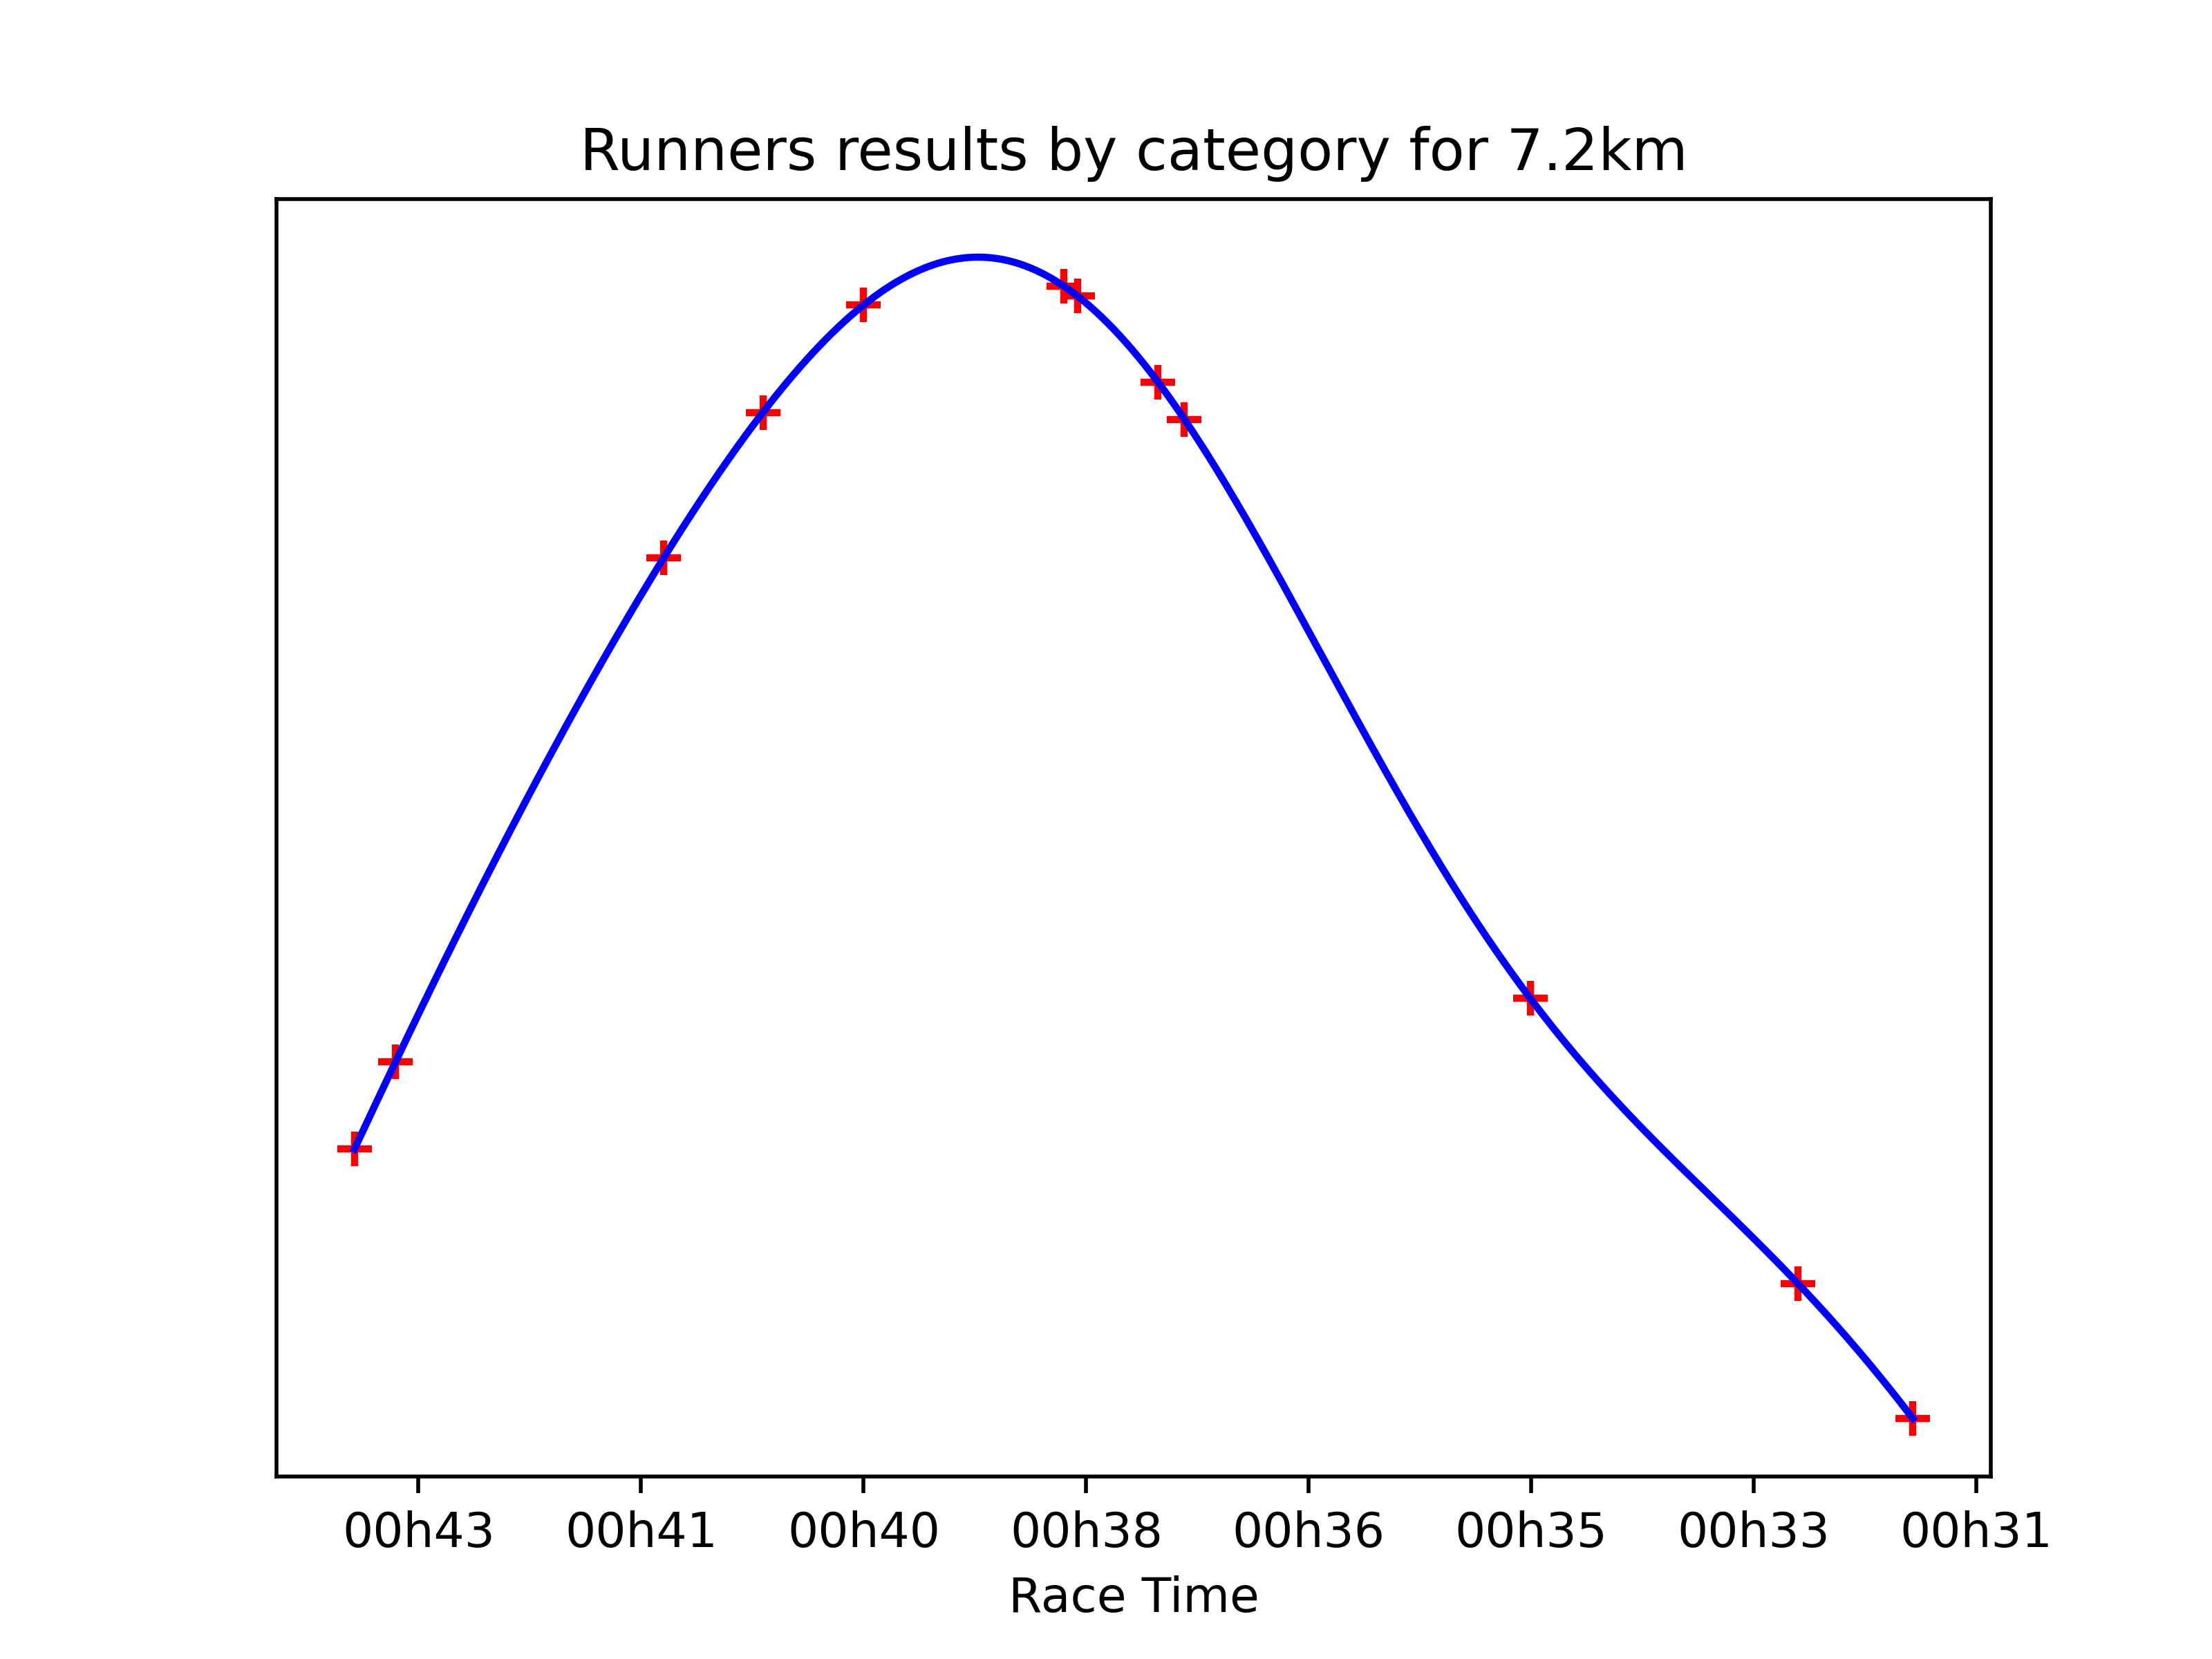 Runners results by category for 7.2km
00h43 00h41 00h40 00h38 00h36 00h35 00h33 00h31
Race Time